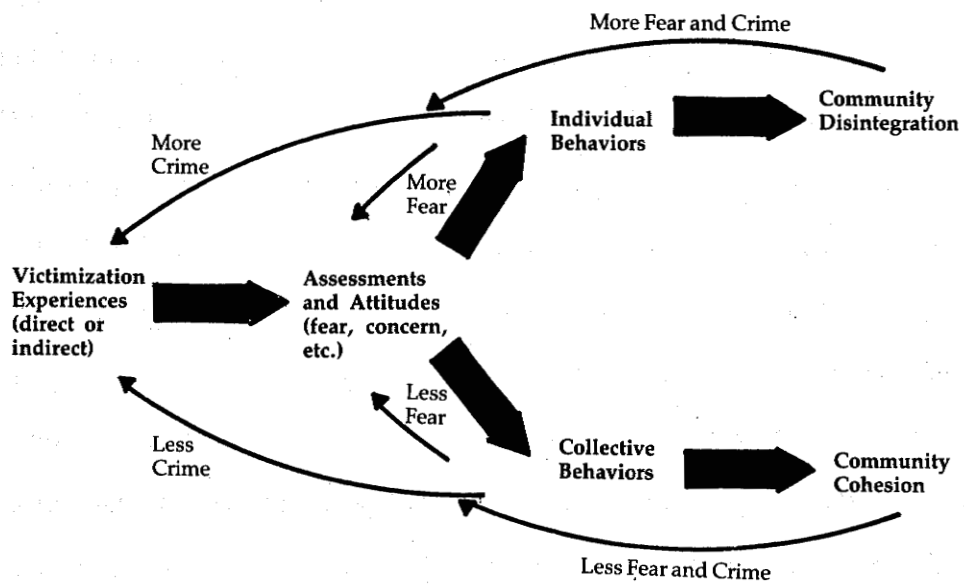 More Fear and Crime
Individual
Behaviors
Community
Disintegration
More
Crime
More
Fear
Victimization
Experiences
(direct or
indirect)
Assessments
and Attitudes
(fear, concern,
etc.)
Less
Fear
Less
Crime
Collective
Behaviors
Community
Cohesion
Less Fear and Crime